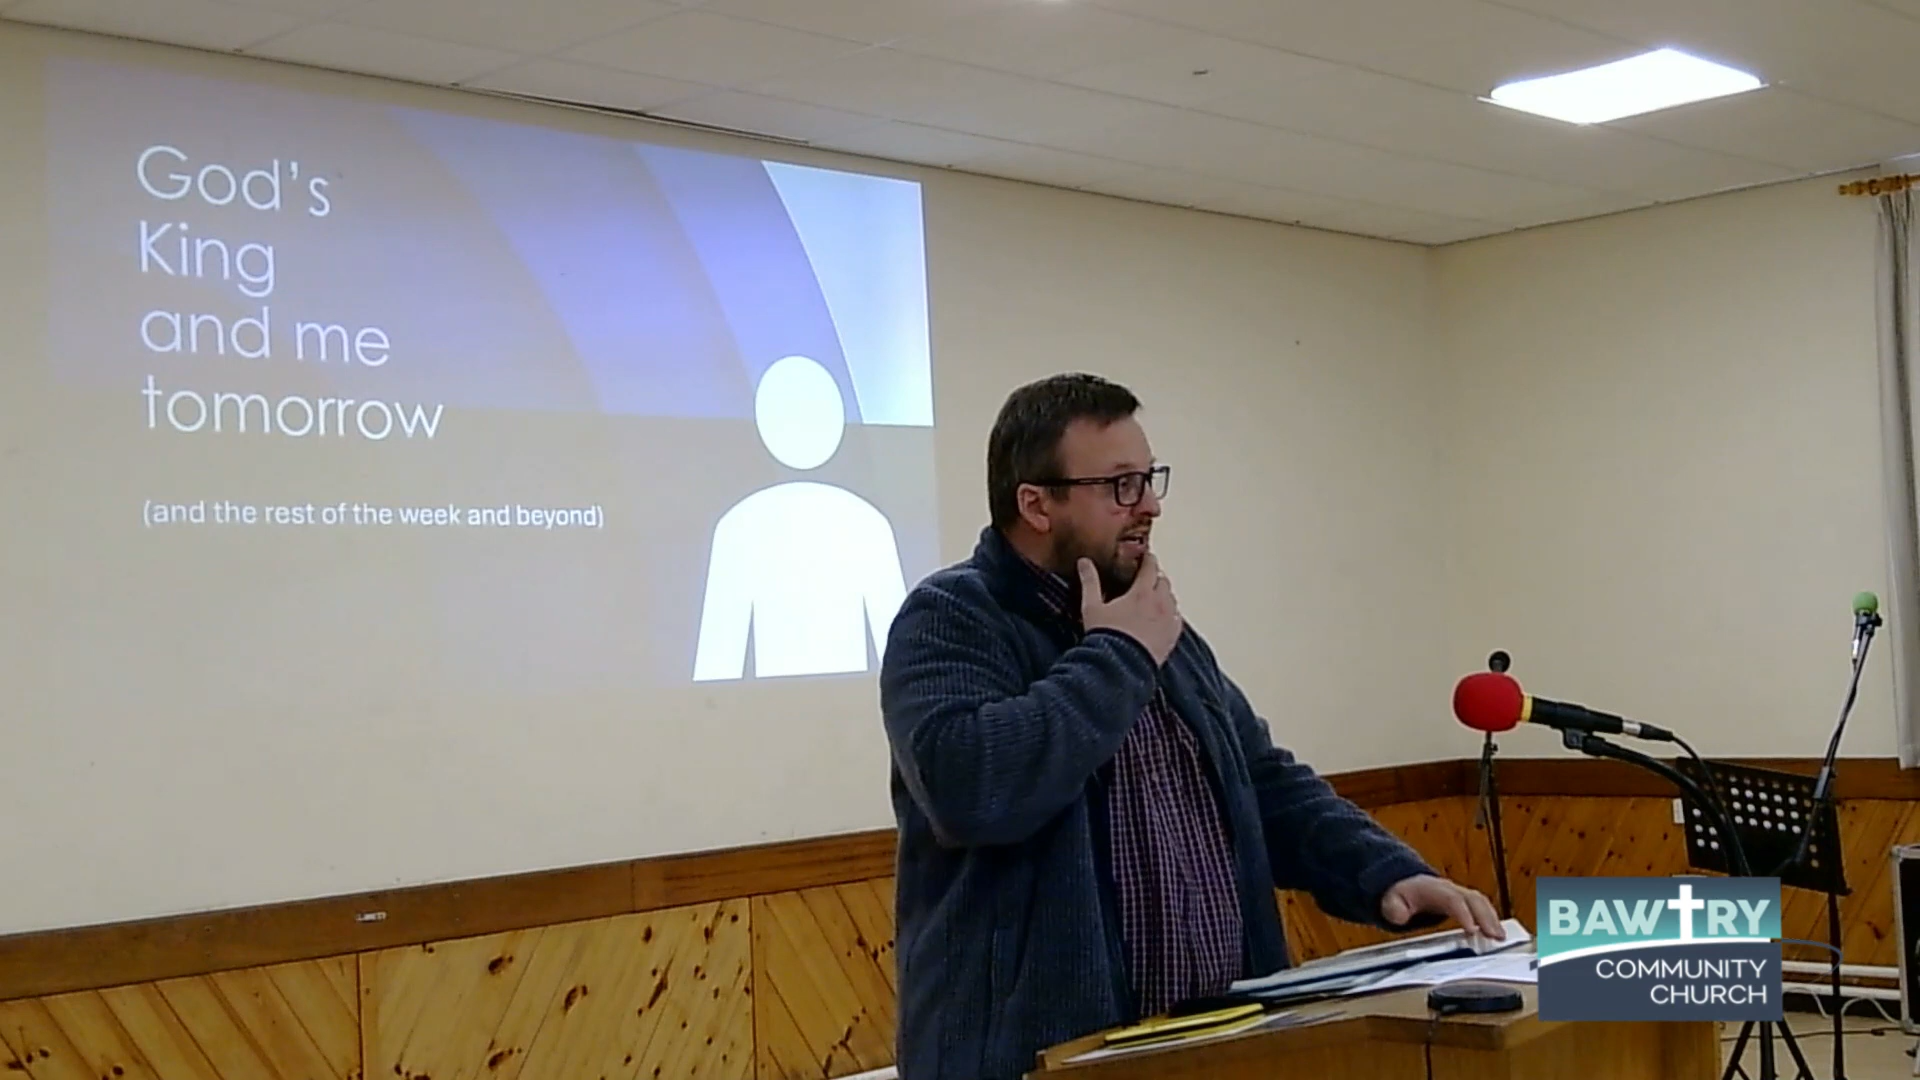 God's
King
and me
tomorrow
(and the rest of the week and beyond)
BAWTRY
COMMUNITY
CHURCH